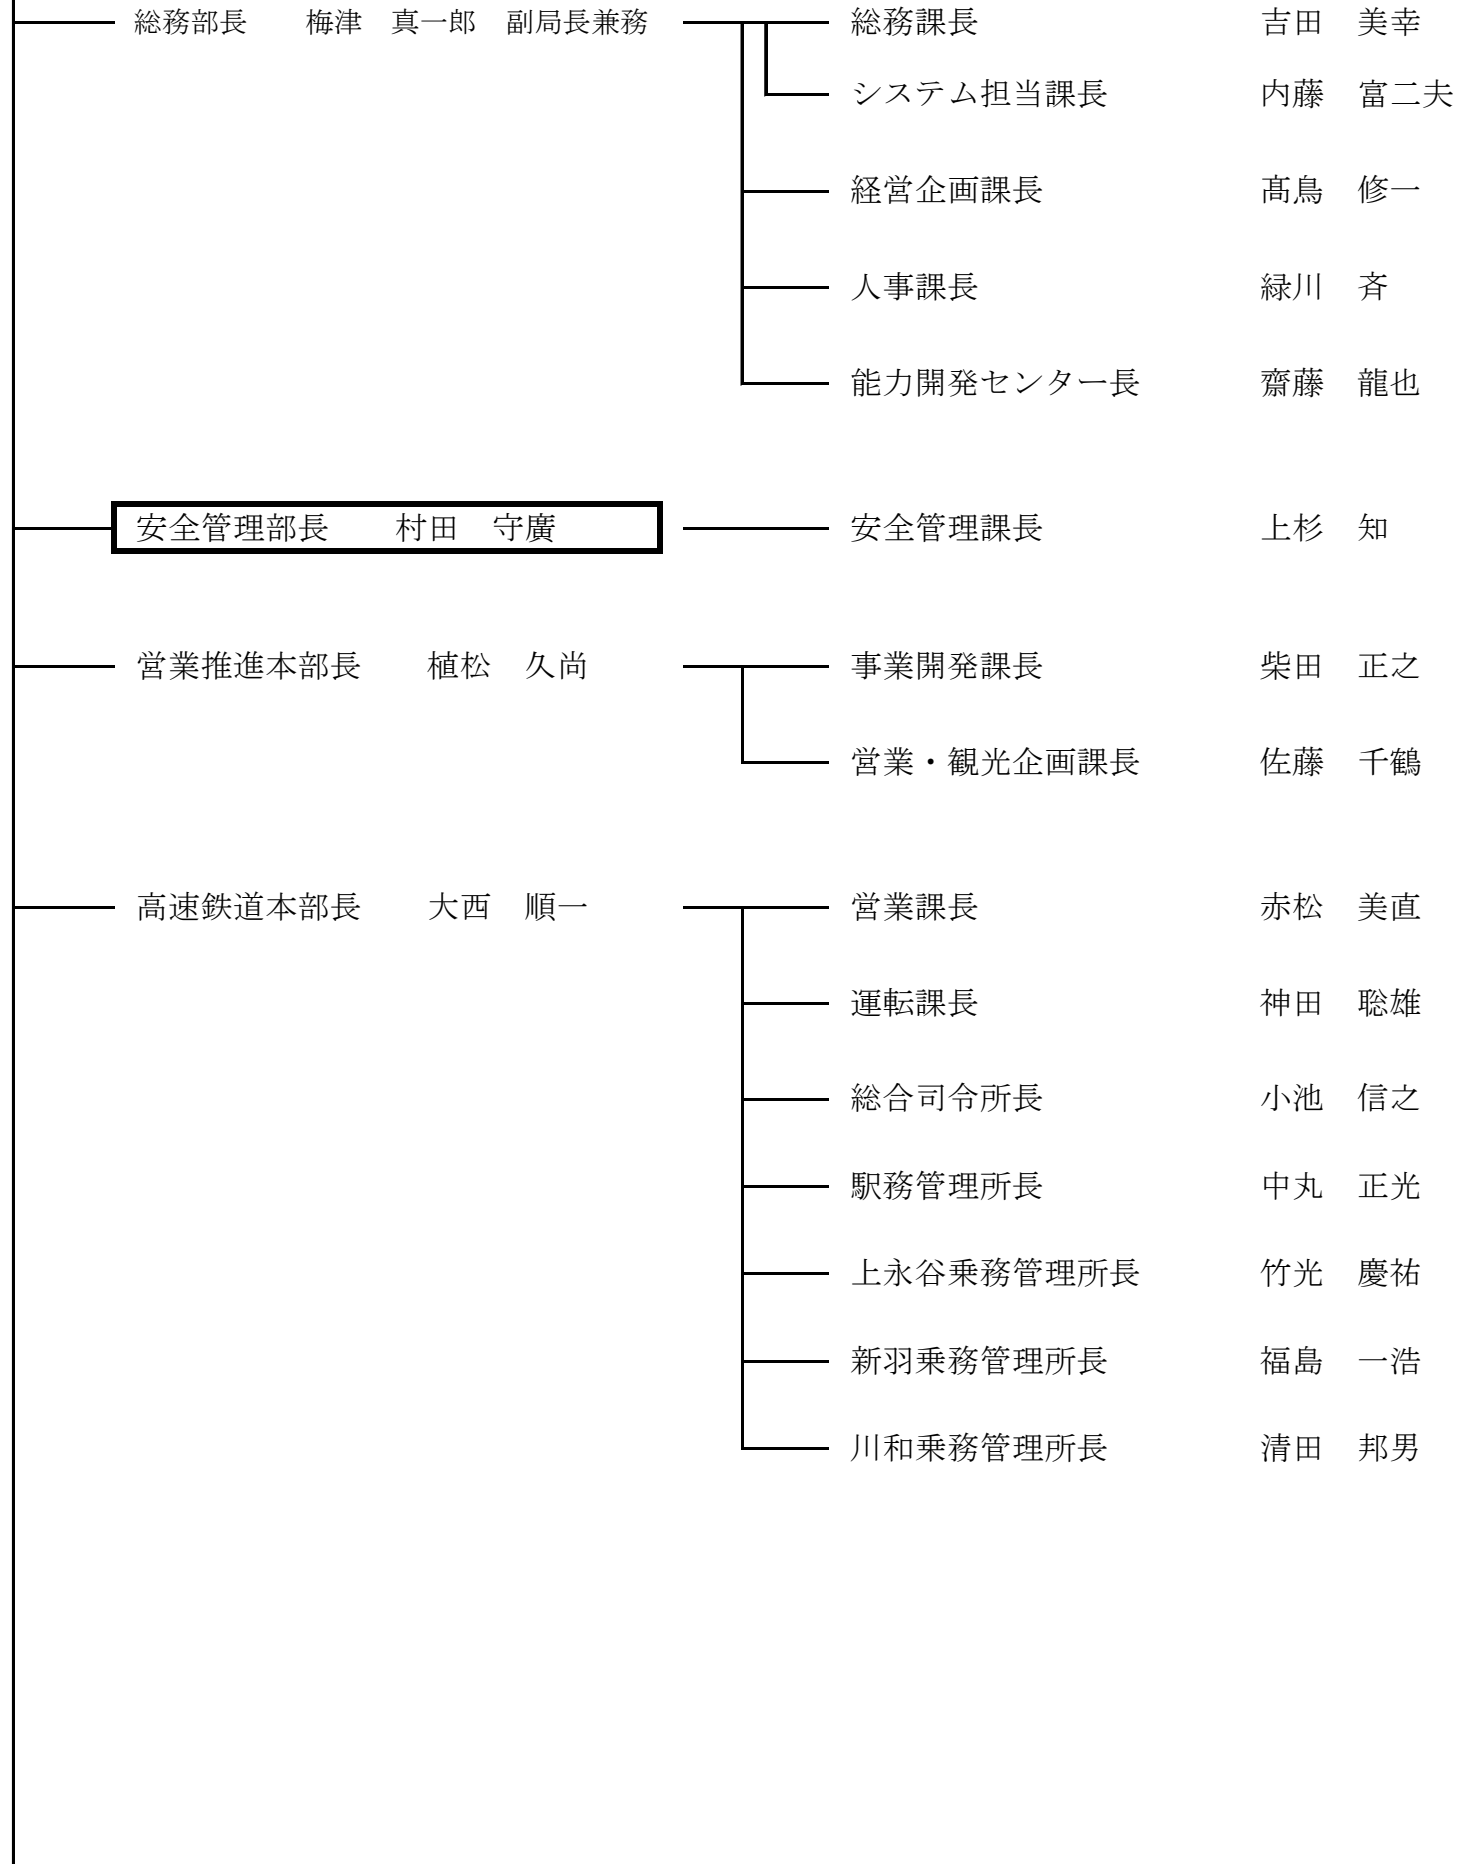 総務部長　　梅津　真一郎　副局長兼務　総務課長　吉田　美幸
システム担当課長　内藤　富二夫
経営企画課長　髙鳥　修一
人事課長　緑川　斉
能力開発センター長　齋藤　龍也
安全管理部長　　村田　守廣　安全管理課長　上杉　知
営業推進本部長　　植松　久尚　事業開発課長　柴田　正之
営業・観光企画課長　佐藤　千鶴
高速鉄道本部長　　大西　順一　営業課長　赤松　美直
運転課長　神田　聡雄
総合司令所長　小池　信之
駅務管理所長　中丸　正光
上永谷乗務管理所長　竹光　慶祐
新羽乗務管理所長　福島　一浩
川和乗務管理所長　清田　邦男